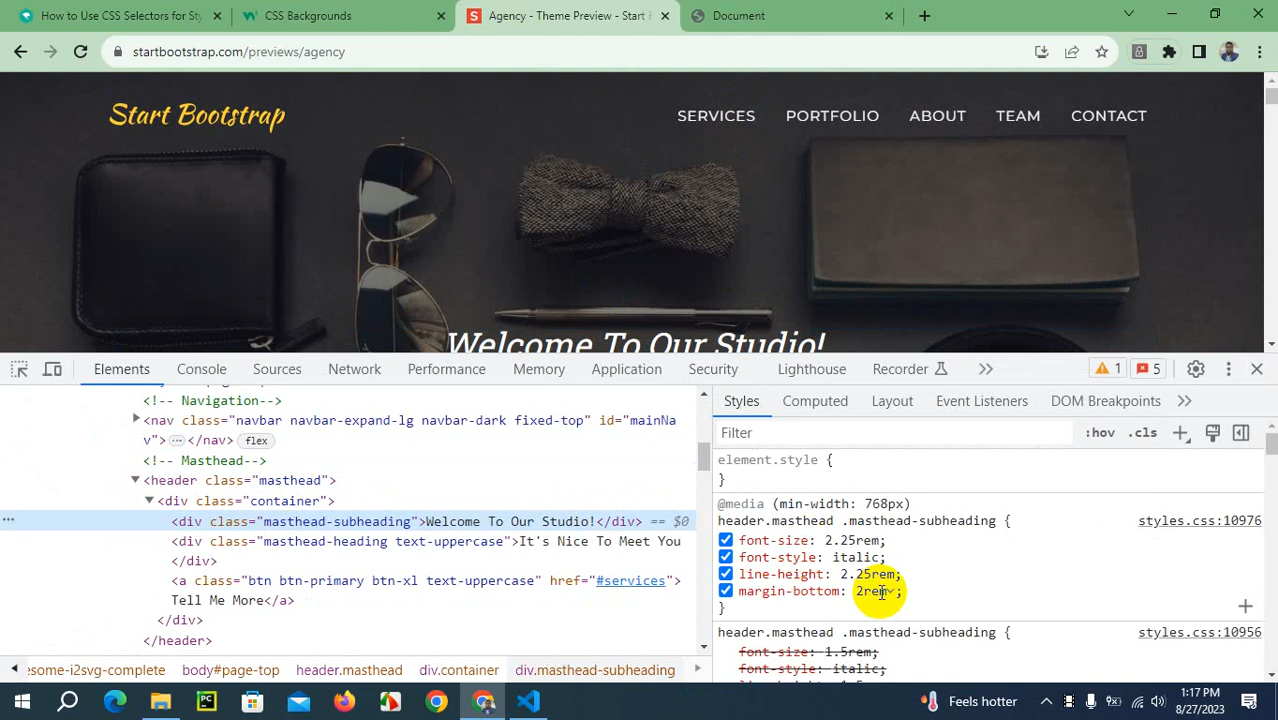 How to Use CSS Selectors for Sty
CSS Backgrounds
Agency - Theme Preview - Start B
Document
startbootstrap.com/previews/agency
Start Bootstrap
SERVICES PORTFOLIO ABOUT TEAM CONTACT
Welcome To Our Studio!
Elements Console Sources Network Performance Memory Application Security Lighthouse Recorder 1 5
<!-- Navigation-->
<nav class="navbar navbar-expand-lg navbar-dark fixed-top" id="mainNa
v"> </nav> flex
<!-- Masthead-->
<header class="masthead">
<div class="container">
<div class="masthead-subheading">Welcome To Our Studio!</div> == $0
<div class="masthead-heading text-uppercase">It's Nice To Meet You
</div>
<a class="btn btn-primary btn-xl text-uppercase" href="#services">
Tell Me More</a>
</div>
</header>
esome-i2svg-complete body#page-top header.masthead div.container div.masthead-subheading
Styles Computed Layout Event Listeners DOM Breakpoints
Filter :hov .cls
element.style {
}
@media (min-width: 768px)
header.masthead .masthead-subheading { styles.css:10976
font-size: 2.25rem;
font-style: italic;
line-height: 2.25rem;
margin-bottom: 2rem;
}
header.masthead .masthead-subheading { styles.css:10956
font-size: 1.5rem;
font-style: italic;
Feels hotter
1:17 PM
8/27/2023